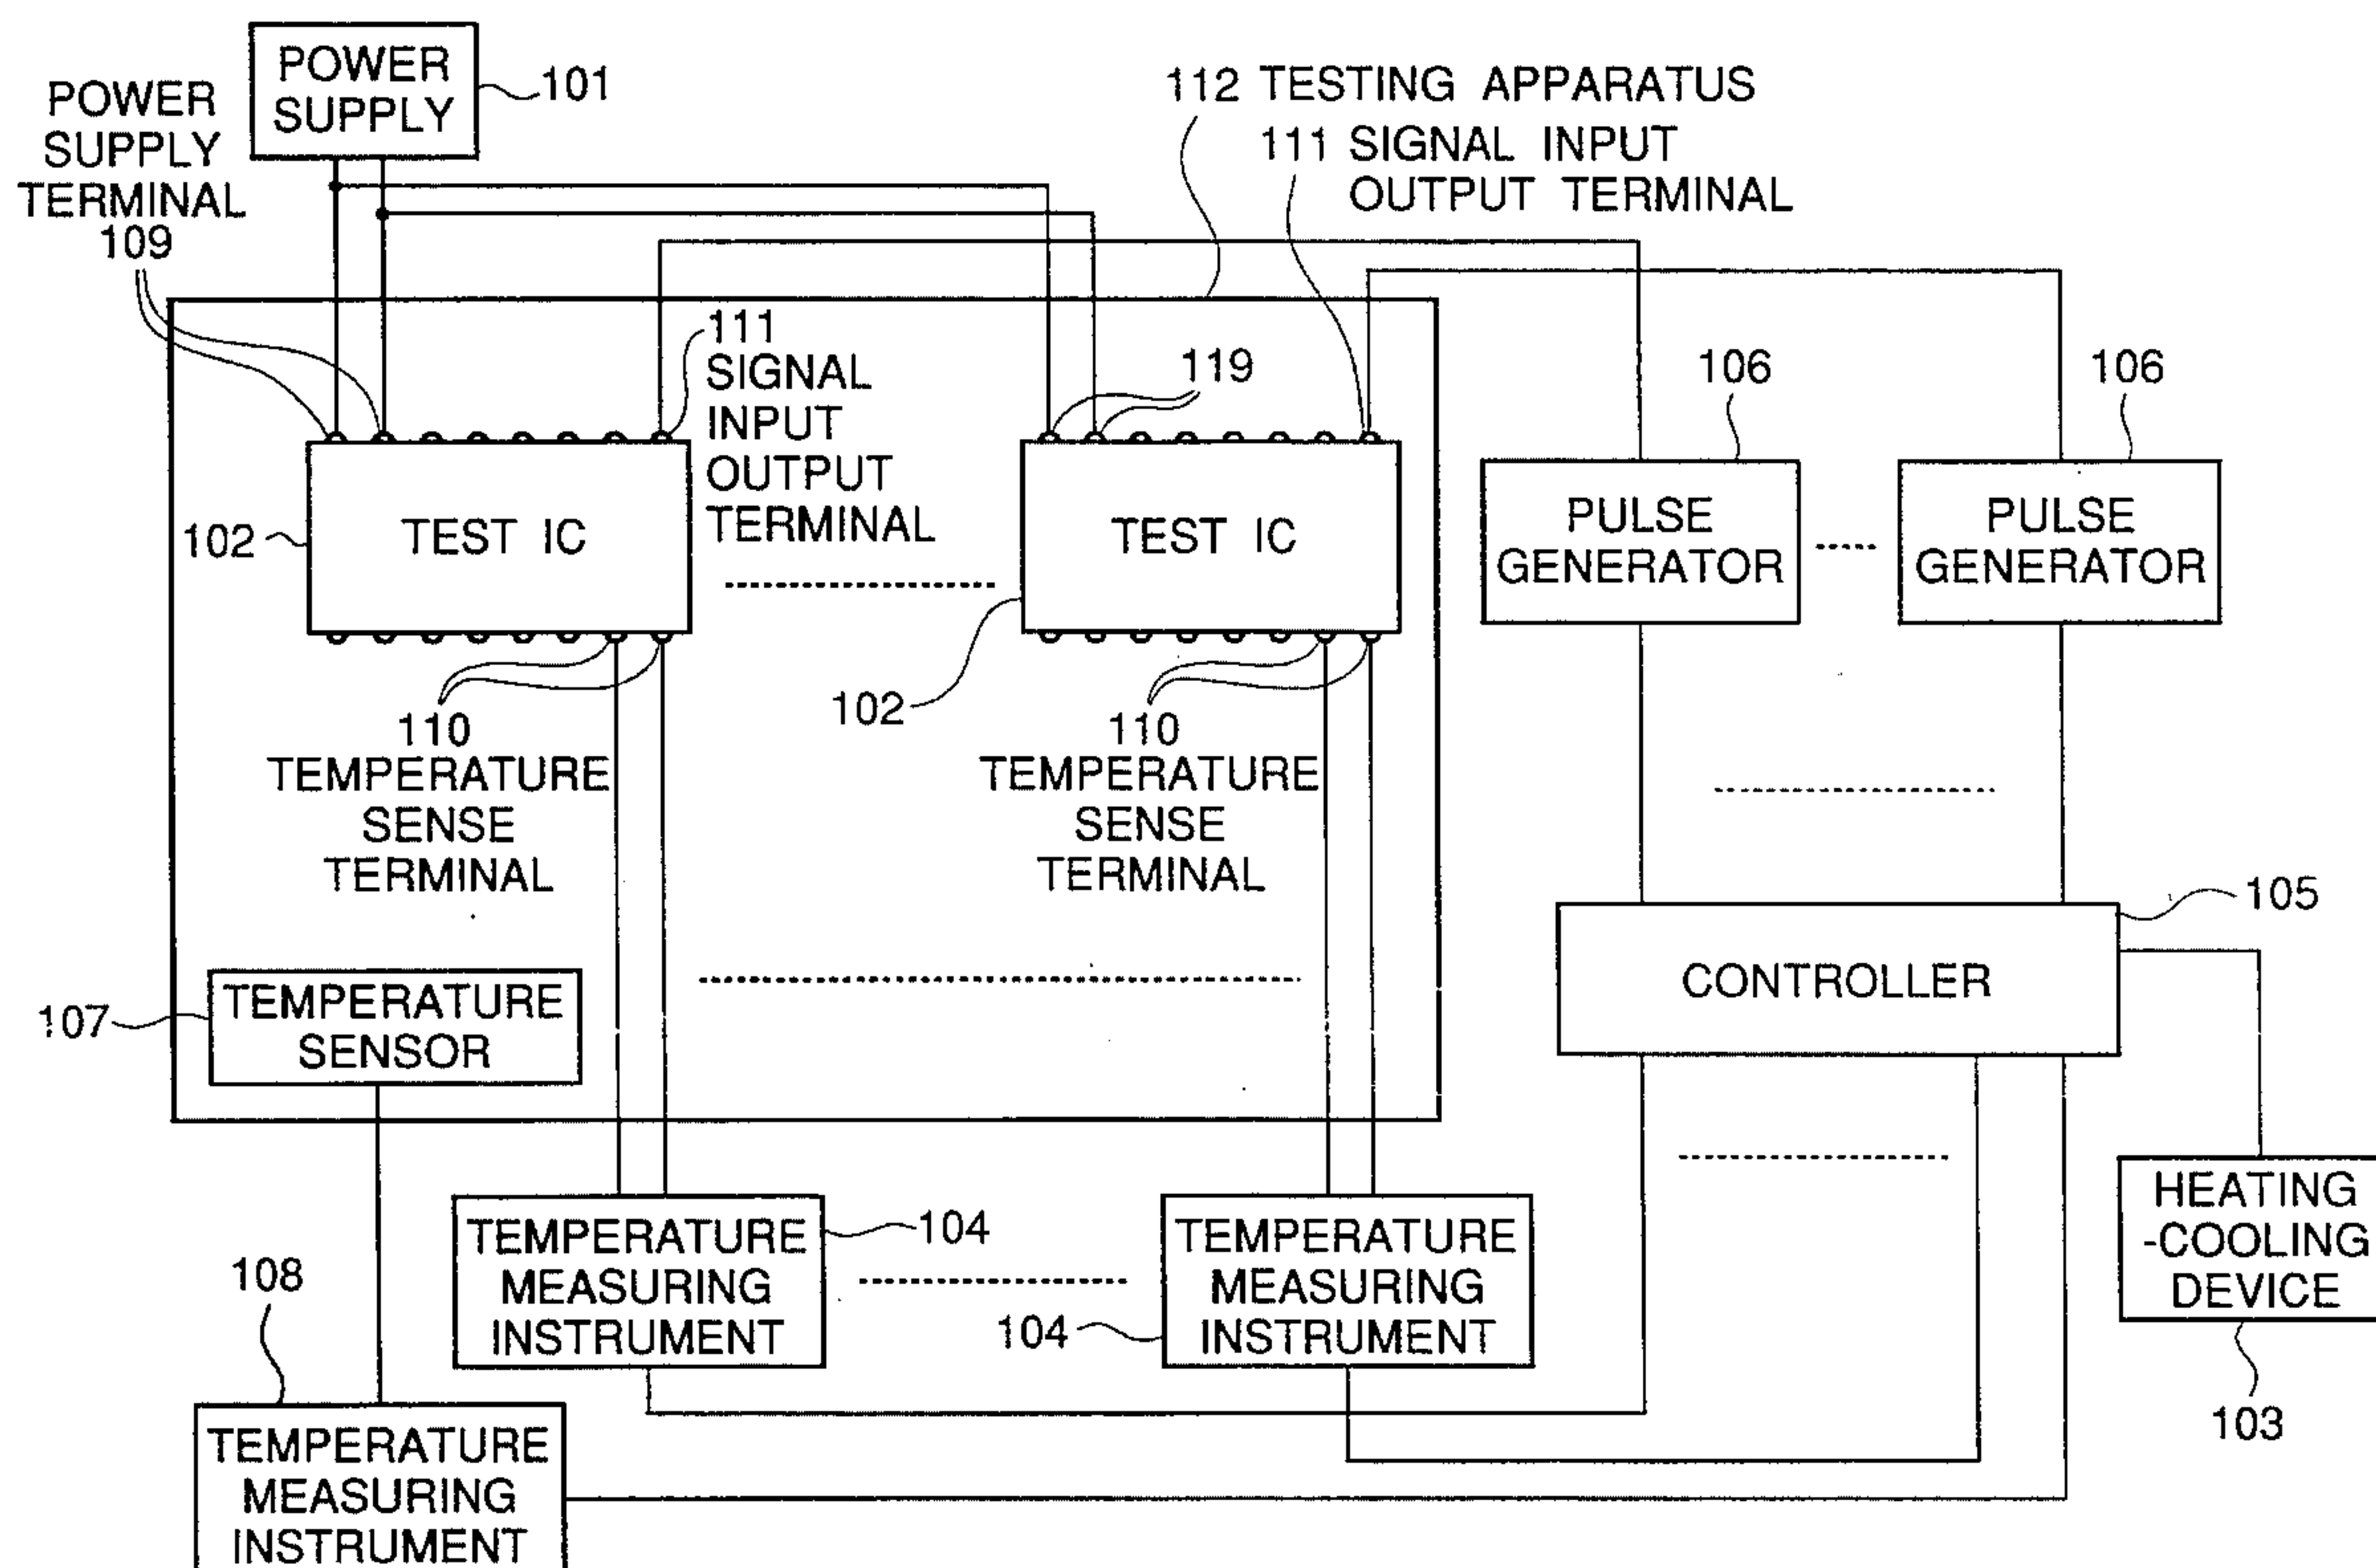 POWER
SUPPLY
101
POWER
SUPPLY
TERMINAL
109
112 TESTING APPARATUS
111 SIGNAL INPUT
OUTPUT TERMINAL
111
SIGNAL
INPUT
OUTPUT
TERMINAL
119
106
106
102
TEST IC
TEST IC
PULSE
GENERATOR
PULSE
GENERATOR
102
110
TEMPERATURE
SENSE
TERMINAL
110
TEMPERATURE
SENSE
TERMINAL
105
CONTROLLER
107
TEMPERATURE
SENSOR
HEATING
-COOLING
DEVICE
103
TEMPERATURE
MEASURING
INSTRUMENT
104
TEMPERATURE
MEASURING
INSTRUMENT
104
108
TEMPERATURE
MEASURING
INSTRUMENT